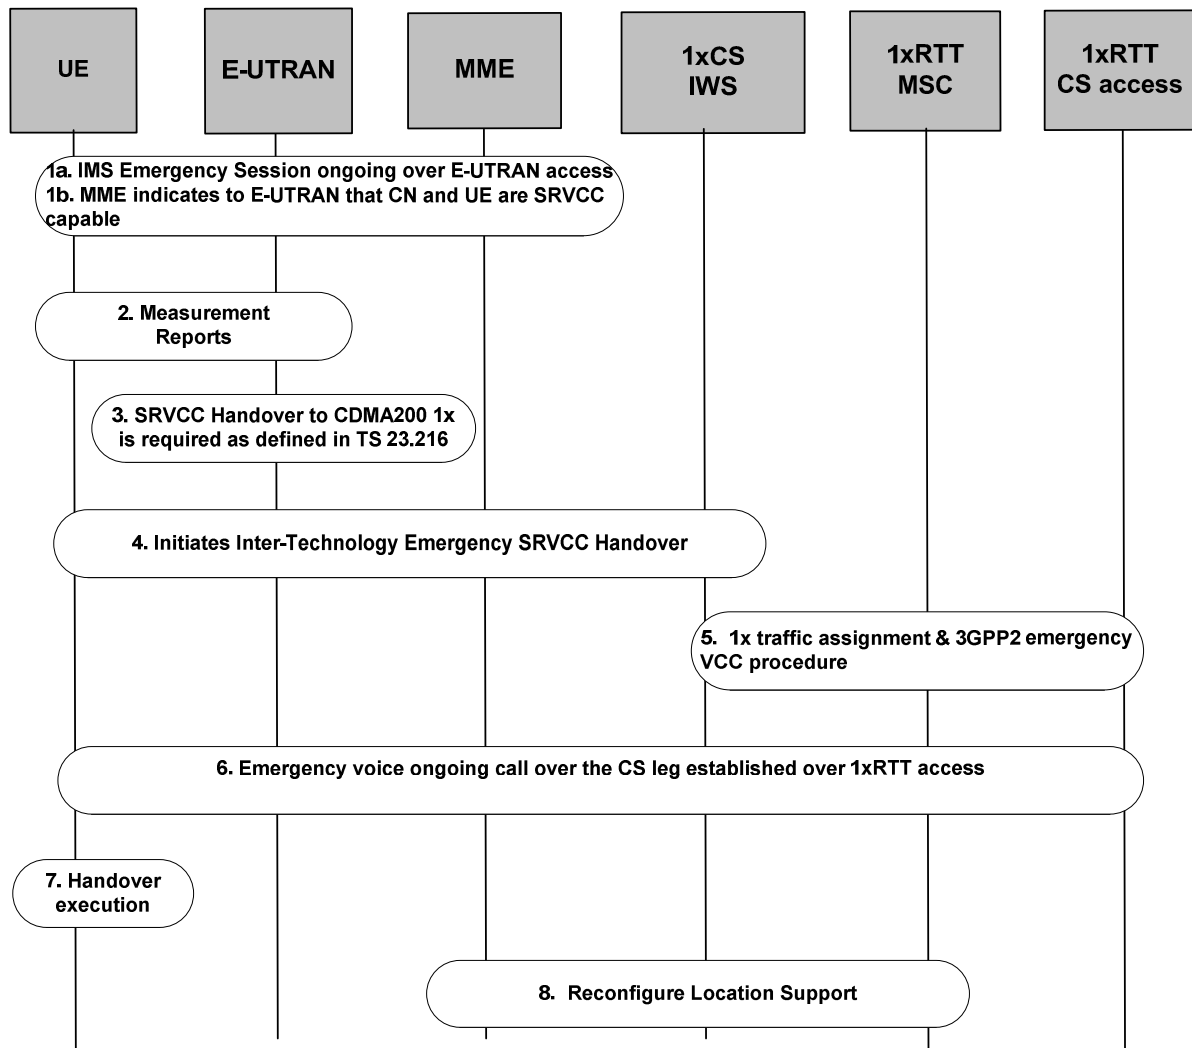 UE
E-UTRAN
MME
1xCS
IWS
1xRTT
MSC
1xRTT
CS access
1a. IMS Emergency Session ongoing over E-UTRAN access
1b. MME indicates to E-UTRAN that CN and UE are SRVCC
capable
2. Measurement
Reports
3. SRVCC Handover to CDMA200 1x
is required as defined in TS 23.216
4. Initiates Inter-Technology Emergency SRVCC Handover
5. 1x traffic assignment & 3GPP2 emergency
VCC procedure
6. Emergency voice ongoing call over the CS leg established over 1xRTT access
7. Handover
execution
8. Reconfigure Location Support